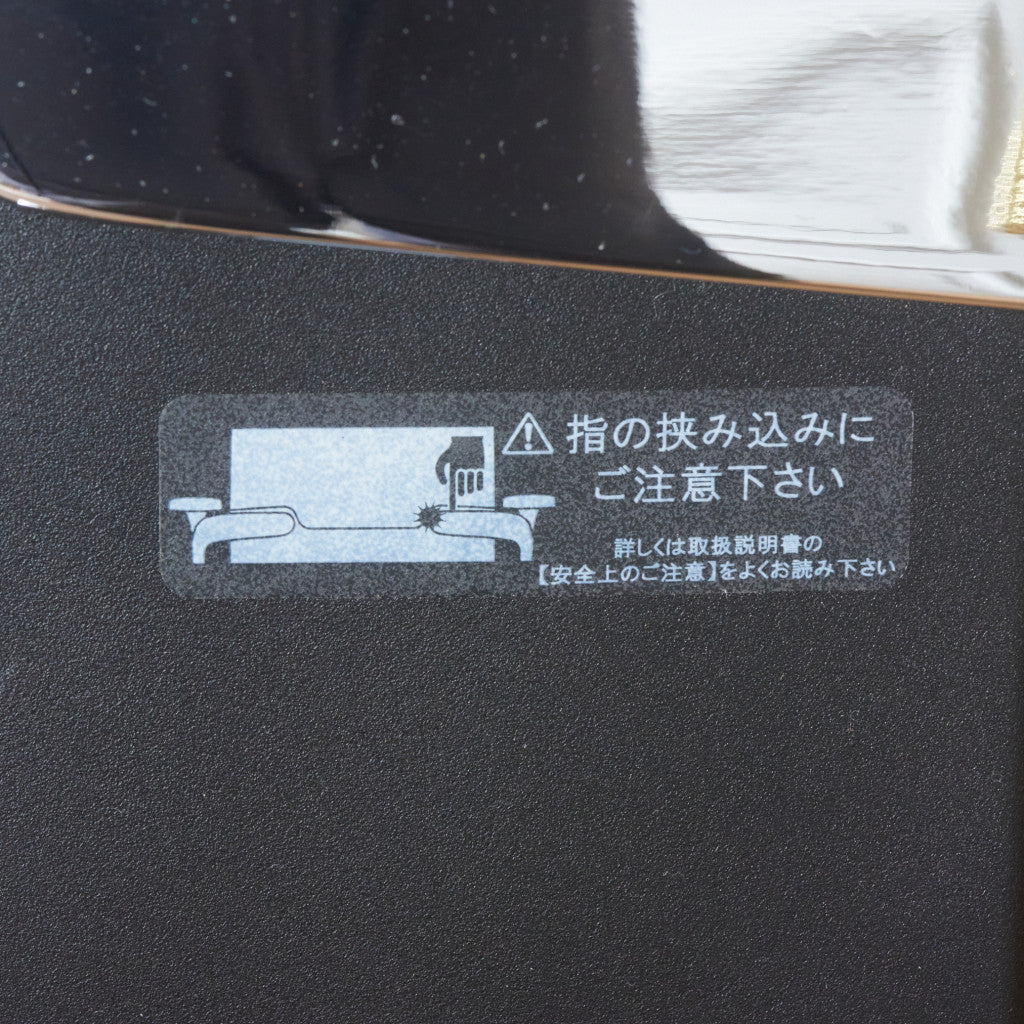 指の挟み込みに
ご注意下さい
詳しくは取扱説明書の
【安全上のご注意】をよくお読み下さい